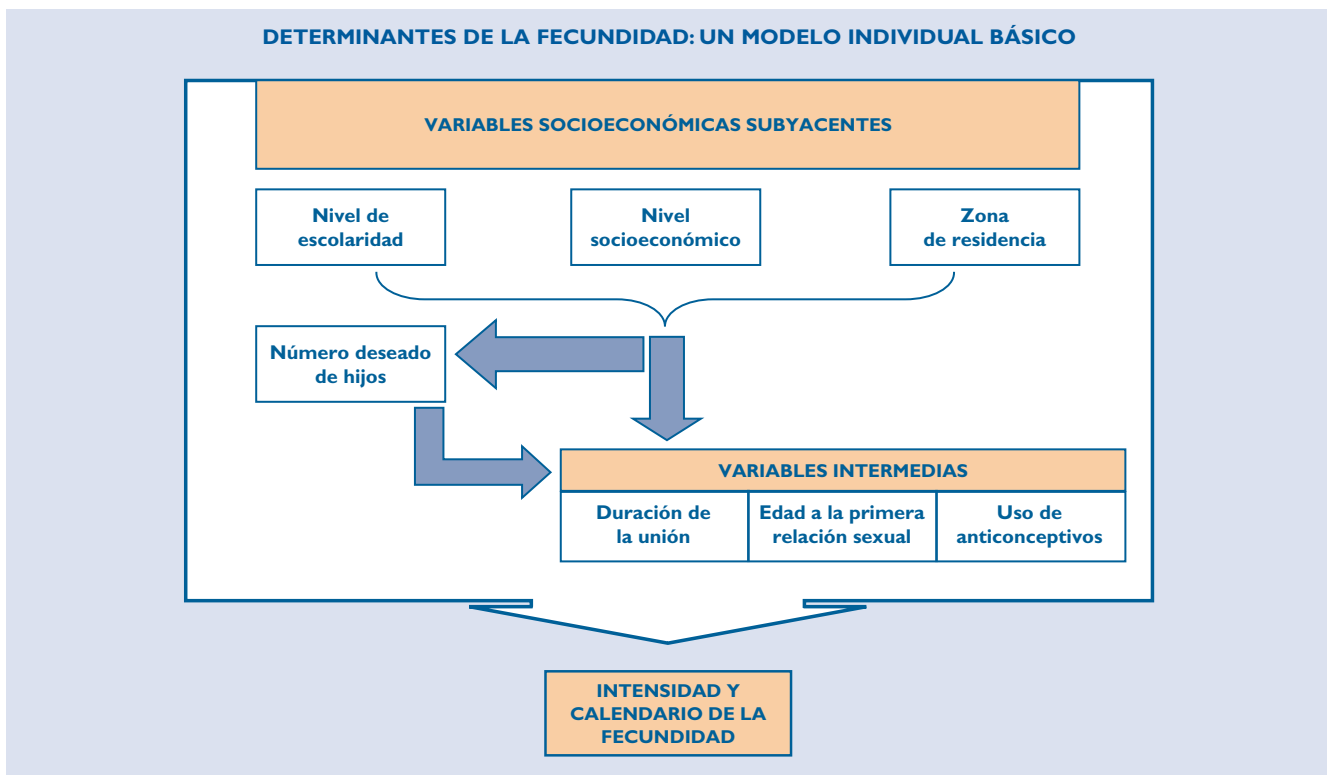 DETERMINANTES DE LA FECUNDIDAD: UN MODELO INDIVIDUAL BÁSICO
VARIABLES SOCIOECONÓMICAS SUBYACENTES
Nivel de
escolaridad
Nivel
socioeconómico
Zona
de residencia
Número deseado
de hijos
VARIABLES INTERMEDIAS
Duración de
la unión
Edad a la primera
relación sexual
Uso de
anticonceptivos
INTENSIDAD Y
CALENDARIO DE LA
FECUNDIDAD